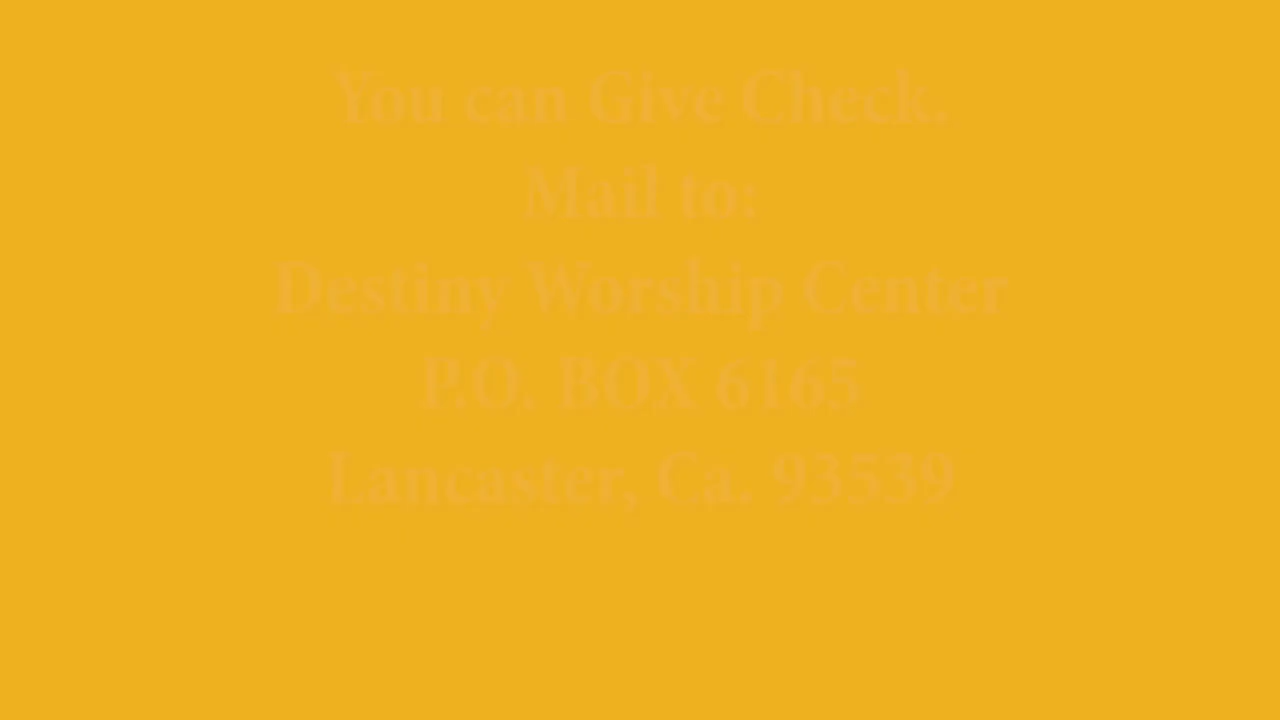 You can Give Check.
Mail to:
Destiny Worship Center
P.O. BOX 6165
Lancaster, Ca. 93539